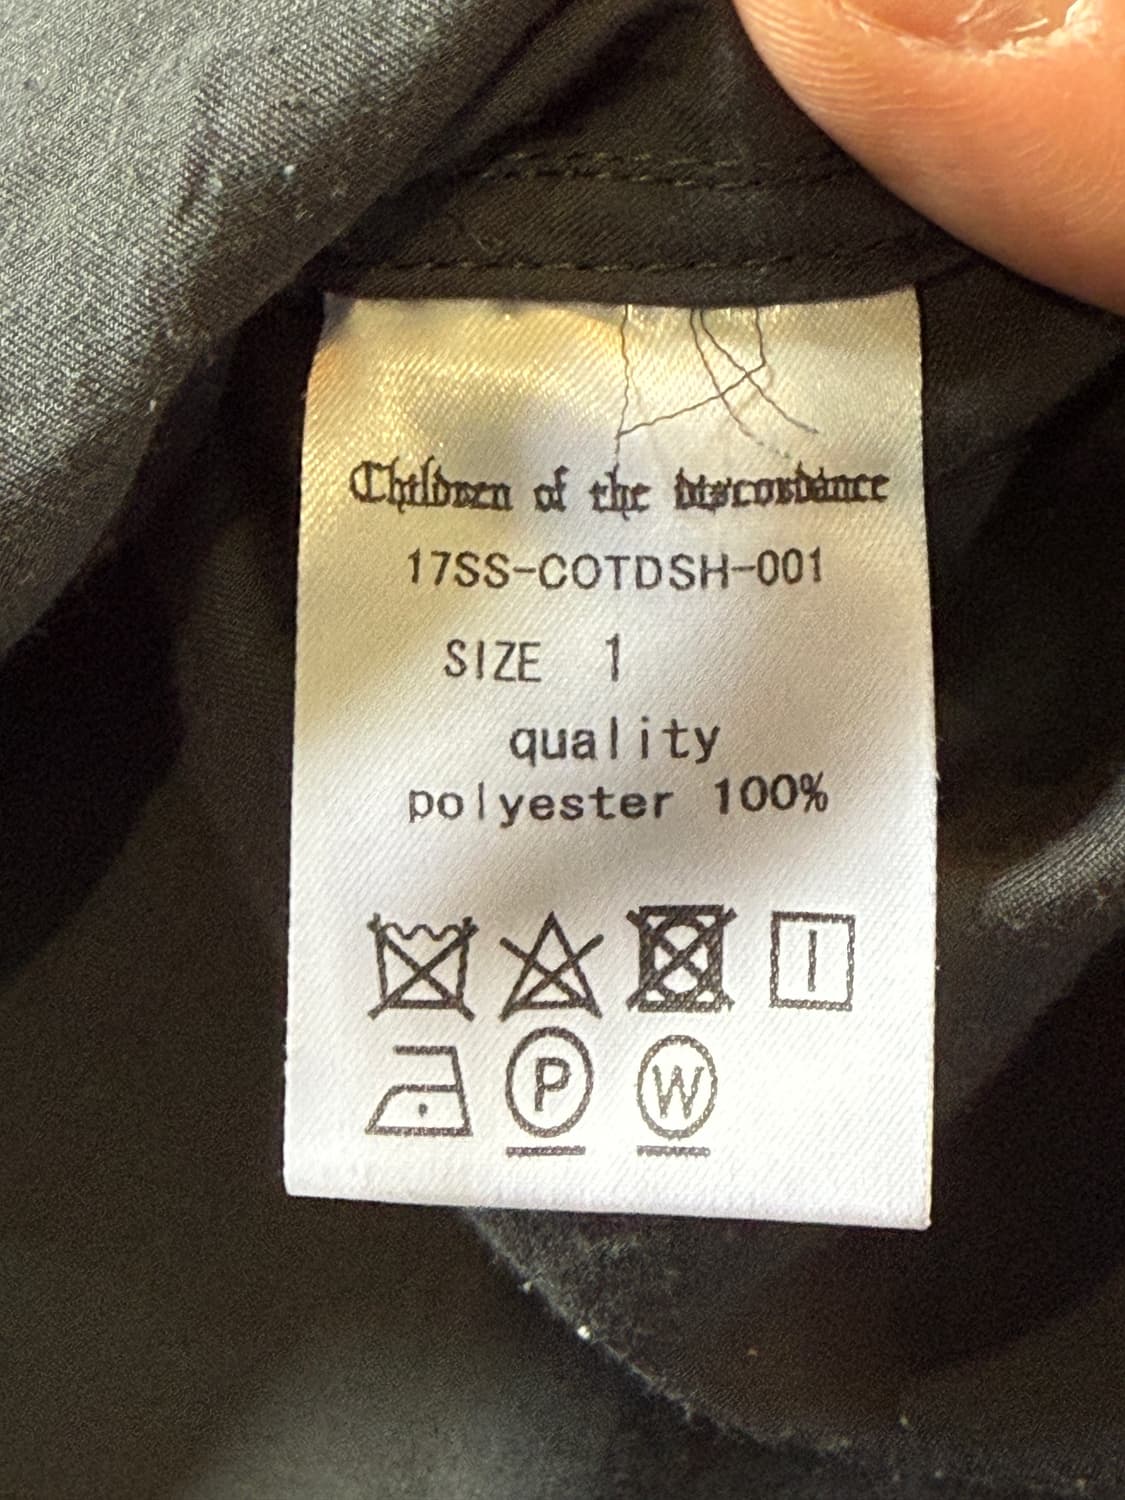 Children of the discordance
17SS-COTDSH-001
SIZE 1
quality
polyester 100%
P W